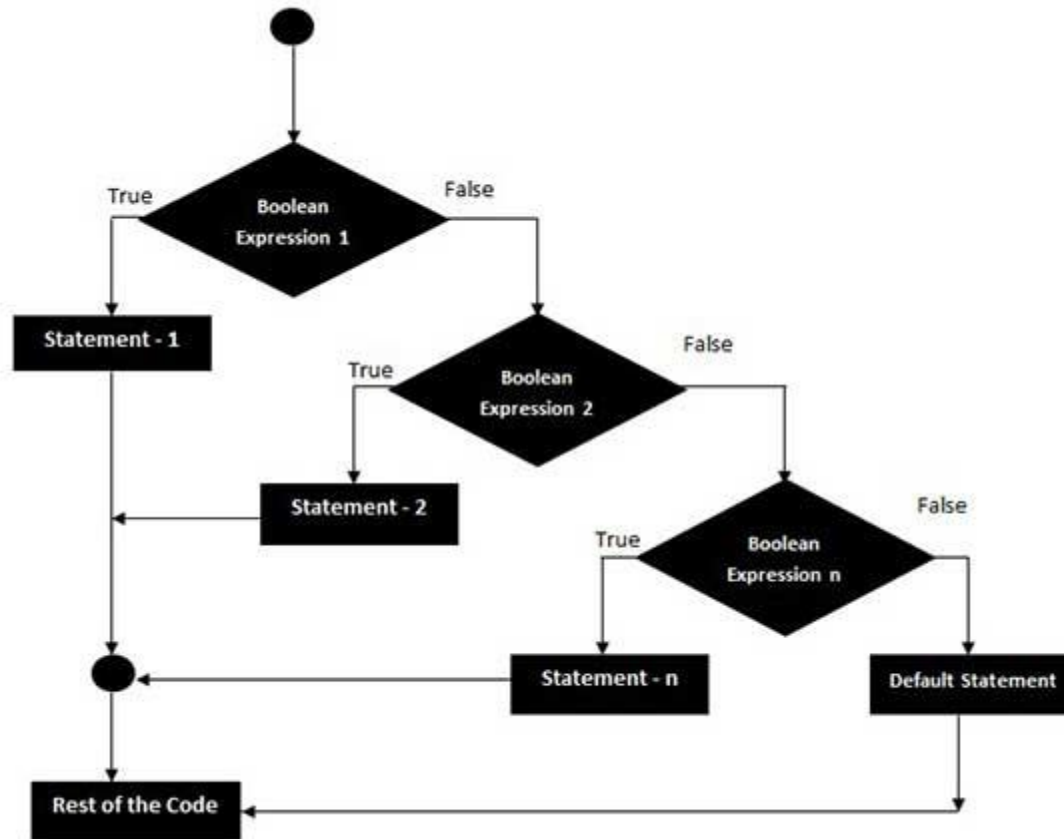 True
False
Boolean
Expression 1
Statement - 1
True
False
Boolean
Expression 2
Statement - 2
True
False
Boolean
Expression n
Statement - n
Default Statement
Rest of the Code